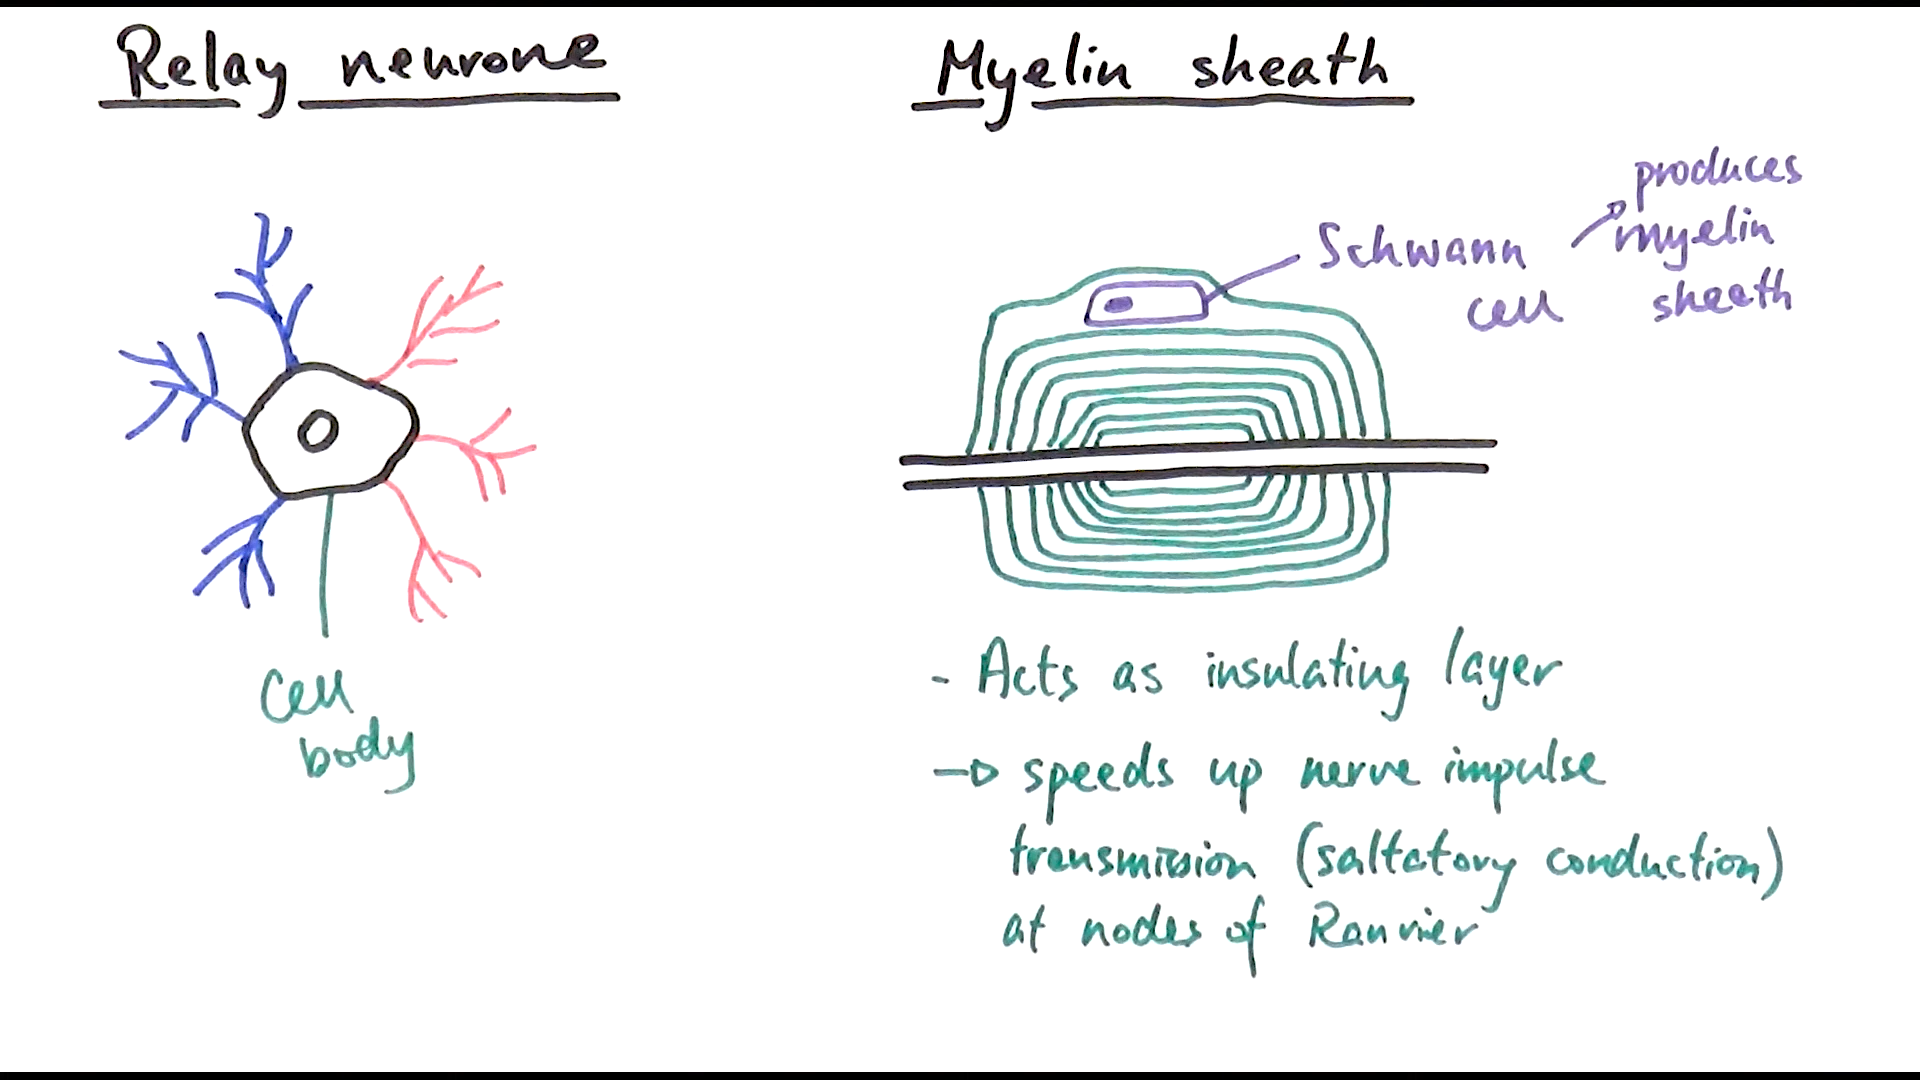 Relay neurone
Cell
body
Myelin sheath
Schwann
cell
produces
myelin
sheath
- Acts as insulating layer
→ speeds up nerve impulse
transmission (saltatory conduction)
at nodes of Ranvier